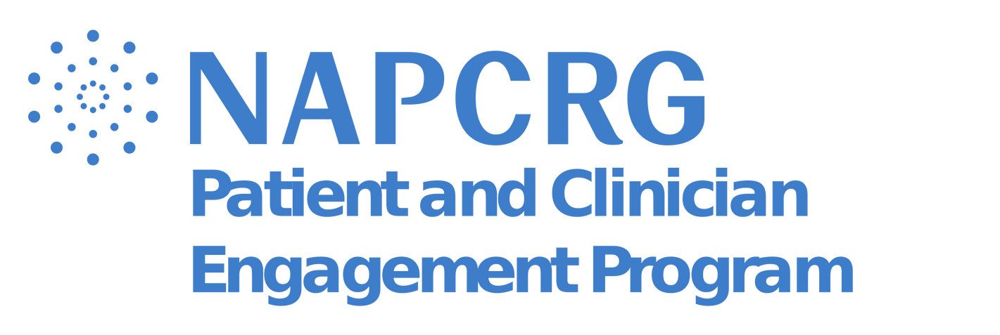 NAPCRG
Patient and Clinician
Engagement Program